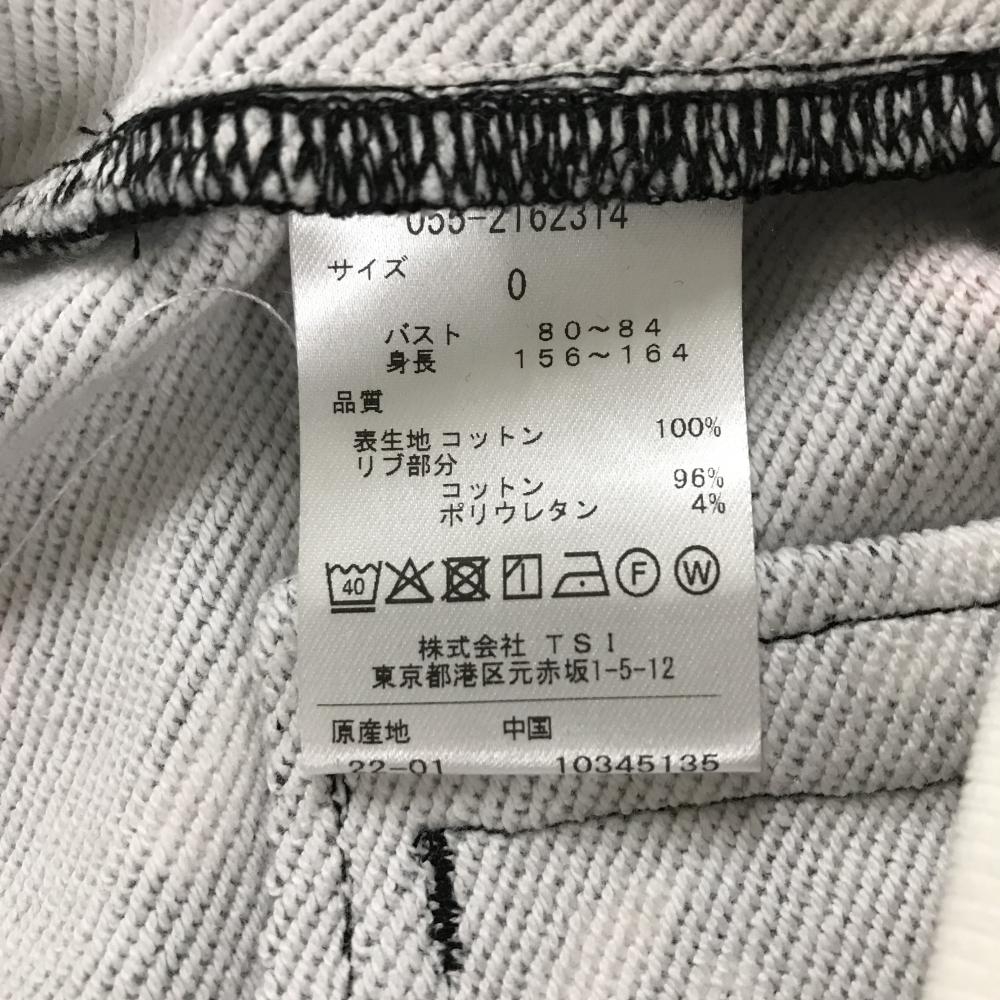 055-2162314
サイズ
0
バスト 80〜84
身長 156〜164
品質
表生地 コットン 100%
リブ部分
コットン 96%
ポリウレタン 4%
40 F W
株式会社 TSI
東京都港区元赤坂1-5-12
原産地 中国
22-01 10345135